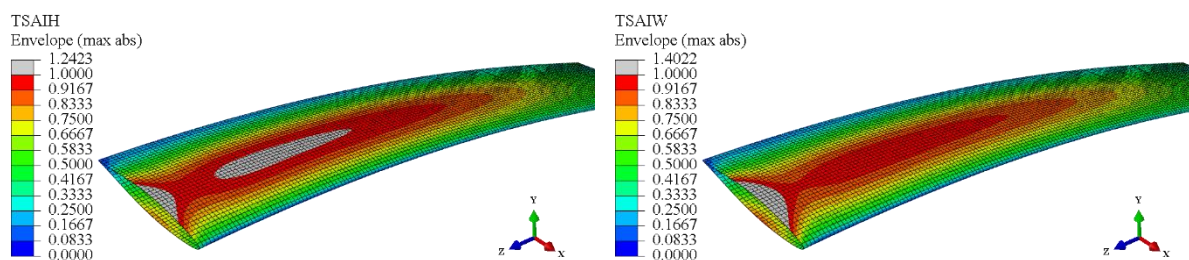 TSAIH
Envelope (max abs)
1.2423
1.0000
0.9167
0.8333
0.7500
0.6667
0.5833
0.5000
0.4167
0.3333
0.2500
0.1667
0.0833
0.0000
Y
Z
X
TSAIW
Envelope (max abs)
1.4022
1.0000
0.9167
0.8333
0.7500
0.6667
0.5833
0.5000
0.4167
0.3333
0.2500
0.1667
0.0833
0.0000
Y
Z
X